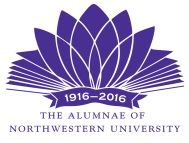 1916–2016
THE ALUMNAE OF
NORTHWESTERN UNIVERSITY